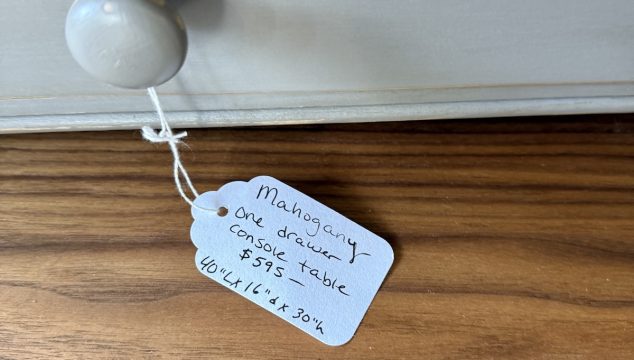 Mahogany
one drawer
console table
$595—
40"L x 16"d x 30"h